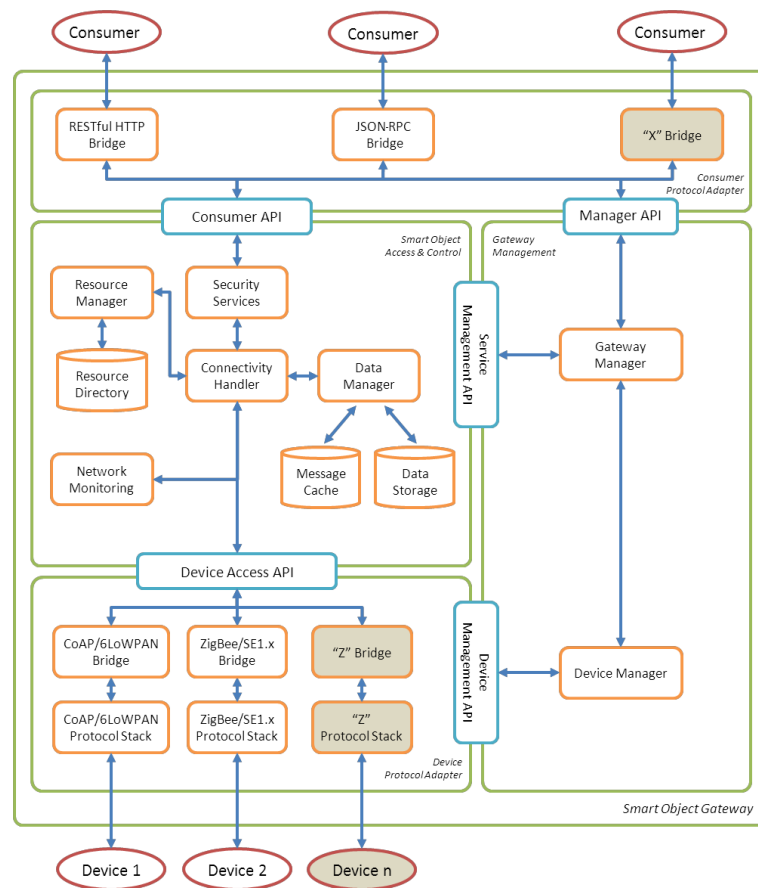 Consumer
Consumer
Consumer
RESTful HTTP
Bridge
JSON-RPC
Bridge
“X” Bridge
Consumer
Protocol Adapter
Consumer API
Manager API
Smart Object
Access & Control
Gateway
Management
Resource
Manager
Security
Services
Service
Management API
Resource
Directory
Connectivity
Handler
Data
Manager
Gateway
Manager
Network
Monitoring
Message
Cache
Data
Storage
Device Access API
CoAP/6LoWPAN
Bridge
ZigBee/SE1.x
Bridge
“Z” Bridge
Device
Management API
Device Manager
CoAP/6LoWPAN
Protocol Stack
ZigBee/SE1.x
Protocol Stack
“Z”
Protocol Stack
Device
Protocol Adapter
Smart Object Gateway
Device 1
Device 2
Device n